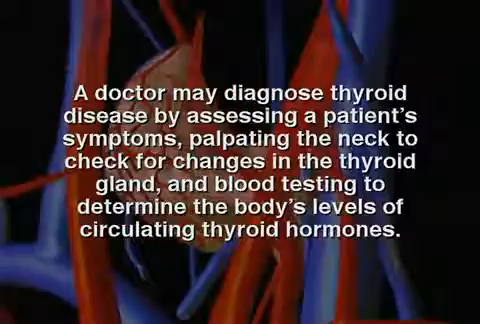 A doctor may diagnose thyroid
disease by assessing a patient's
symptoms, palpating the neck to
check for changes in the thyroid
gland, and blood testing to
determine the body's levels of
circulating thyroid hormones.